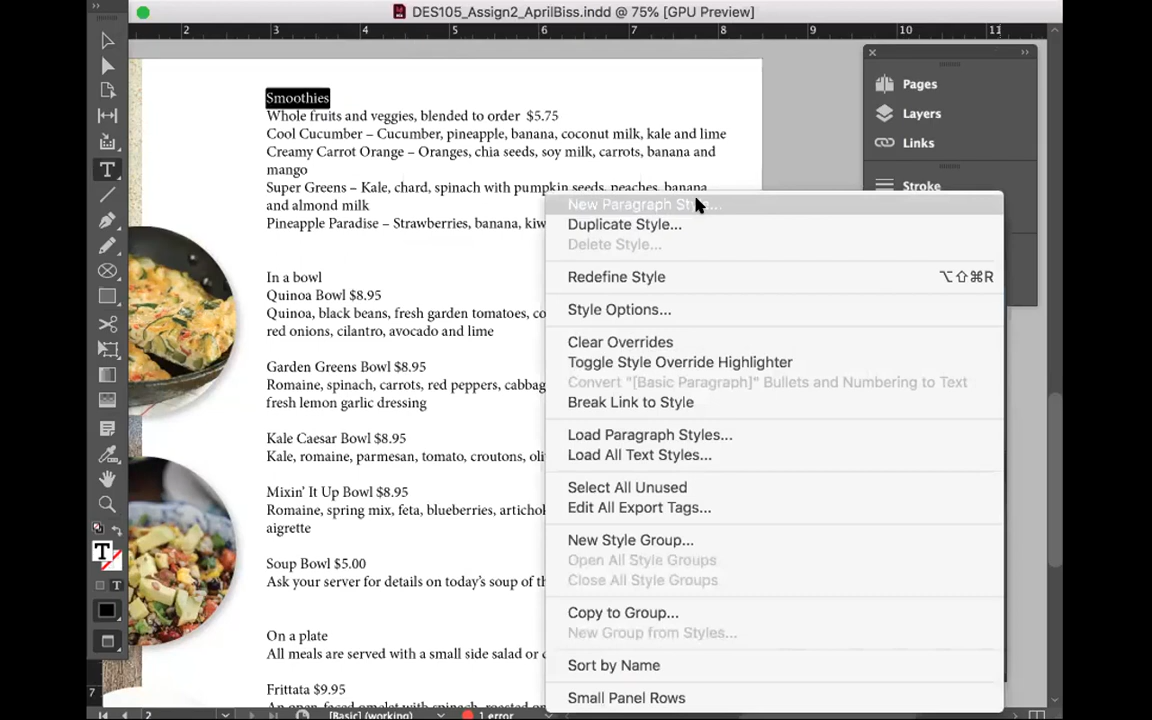 DES105_Assign2_AprilBiss.indd @ 75% [GPU Preview]
2 3 4 5 6 7 8 9 10 11
Smoothies
Whole fruits and veggies, blended to order $5.75
Cool Cucumber – Cucumber, pineapple, banana, coconut milk, kale and lime
Creamy Carrot Orange – Oranges, chia seeds, soy milk, carrots, banana and
mango
Super Greens – Kale, chard, spinach with pumpkin seeds, peaches, banana
and almond milk
Pineapple Paradise – Strawberries, banana,
In a bowl
Quinoa Bowl $8.95
Quinoa, black beans, fresh garden tomatoes,
red onions, cilantro, avocado and lime
Garden Greens Bowl $8.95
Romaine, spinach, carrots, red peppers,
fresh lemon garlic dressing
Kale Caesar Bowl $8.95
Kale, romaine, parmesan, tomato, croutons,
Mixin' It Up Bowl $8.95
Romaine, spring mix, feta, blueberries,
aigrette
Soup Bowl $5.00
Ask your server for details on today's soup of
On a plate
All meals are served with a small side salad or
Frittata $9.95
Pages
Layers
Links
Stroke
New Paragraph
Duplicate Style...
Delete Style...
Redefine Style ⌥⇧⌘R
Style Options...
Clear Overrides
Toggle Style Override Highlighter
Convert "[Basic Paragraph]" Bullets and Numbering to Text
Break Link to Style
Load Paragraph Styles...
Load All Text Styles...
Select All Unused
Edit All Export Tags...
New Style Group...
Open All Style Groups
Close All Style Groups
Copy to Group...
New Group from Styles...
Sort by Name
Small Panel Rows
7
2 [Basic] (working) 1 error